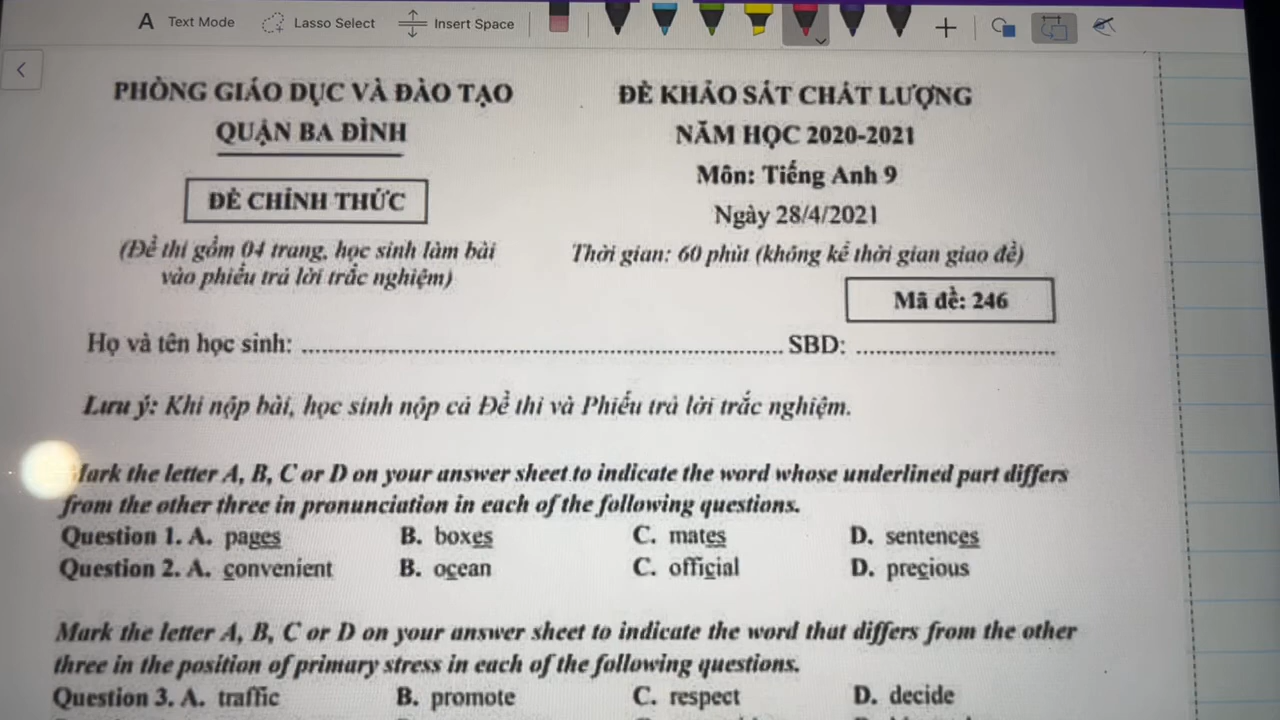 Text Mode
Lasso Select
Insert Space
PHÒNG GIÁO DỤC VÀ ĐÀO TẠO
QUẬN BA ĐÌNH
ĐỀ CHÍNH THỨC
(Đề thi gồm 04 trang, học sinh làm bài
vào phiếu trả lời trắc nghiệm)
ĐỀ KHẢO SÁT CHẤT LƯỢNG
NĂM HỌC 2020-2021
Môn: Tiếng Anh 9
Ngày 28/4/2021
Thời gian: 60 phút (không kể thời gian giao đề)
Mã đề: 246
Họ và tên học sinh: ........................ SBD: ................
Lưu ý: Khi nộp bài, học sinh nộp cả Đề thi và Phiếu trả lời trắc nghiệm.
Mark the letter A, B, C or D on your answer sheet to indicate the word whose underlined part differs
from the other three in pronunciation in each of the following questions.
Question 1. A. pages B. boxes C. mates D. sentences
Question 2. A. convenient B. ocean C. official D. precious
Mark the letter A, B, C or D on your answer sheet to indicate the word that differs from the other
three in the position of primary stress in each of the following questions.
Question 3. A. traffic B. promote C. respect D. decide